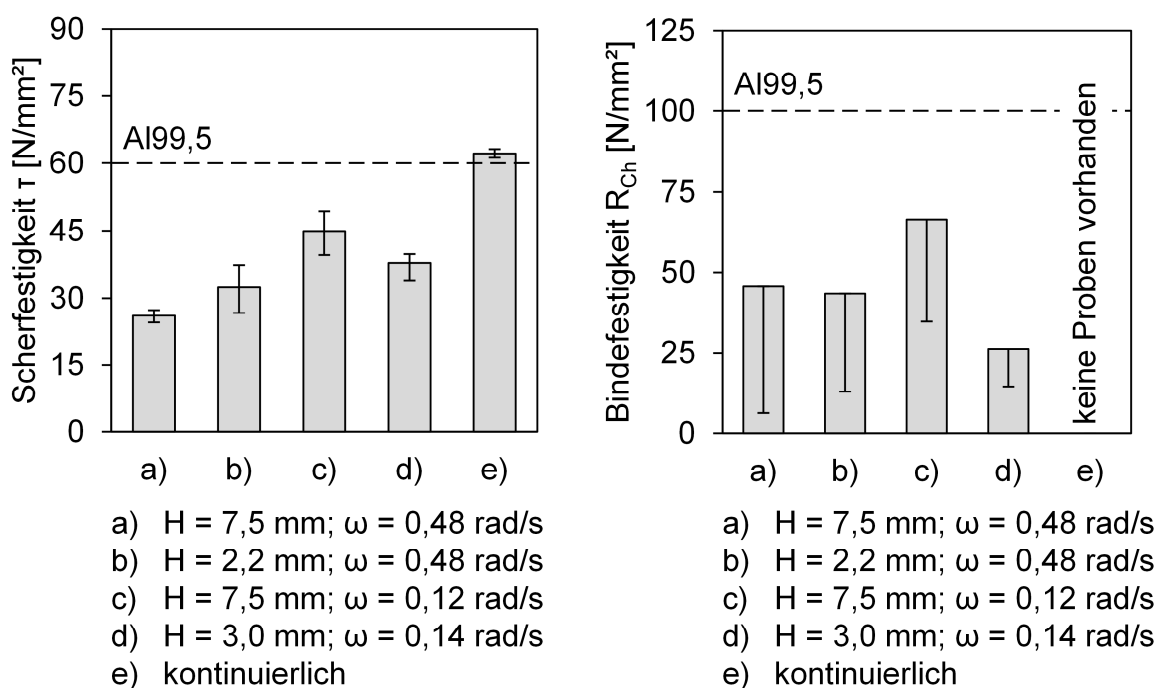 Scherfestigkeit τ [N/mm²]
90
75
60
45
30
15
0
Al99,5
a) b) c) d) e)
a) H = 7,5 mm; ω = 0,48 rad/s
b) H = 2,2 mm; ω = 0,48 rad/s
c) H = 7,5 mm; ω = 0,12 rad/s
d) H = 3,0 mm; ω = 0,14 rad/s
e) kontinuierlich
Bindefestigkeit R_Ch [N/mm²]
125
100
75
50
25
0
Al99,5
keine Proben vorhanden
a) b) c) d) e)
a) H = 7,5 mm; ω = 0,48 rad/s
b) H = 2,2 mm; ω = 0,48 rad/s
c) H = 7,5 mm; ω = 0,12 rad/s
d) H = 3,0 mm; ω = 0,14 rad/s
e) kontinuierlich